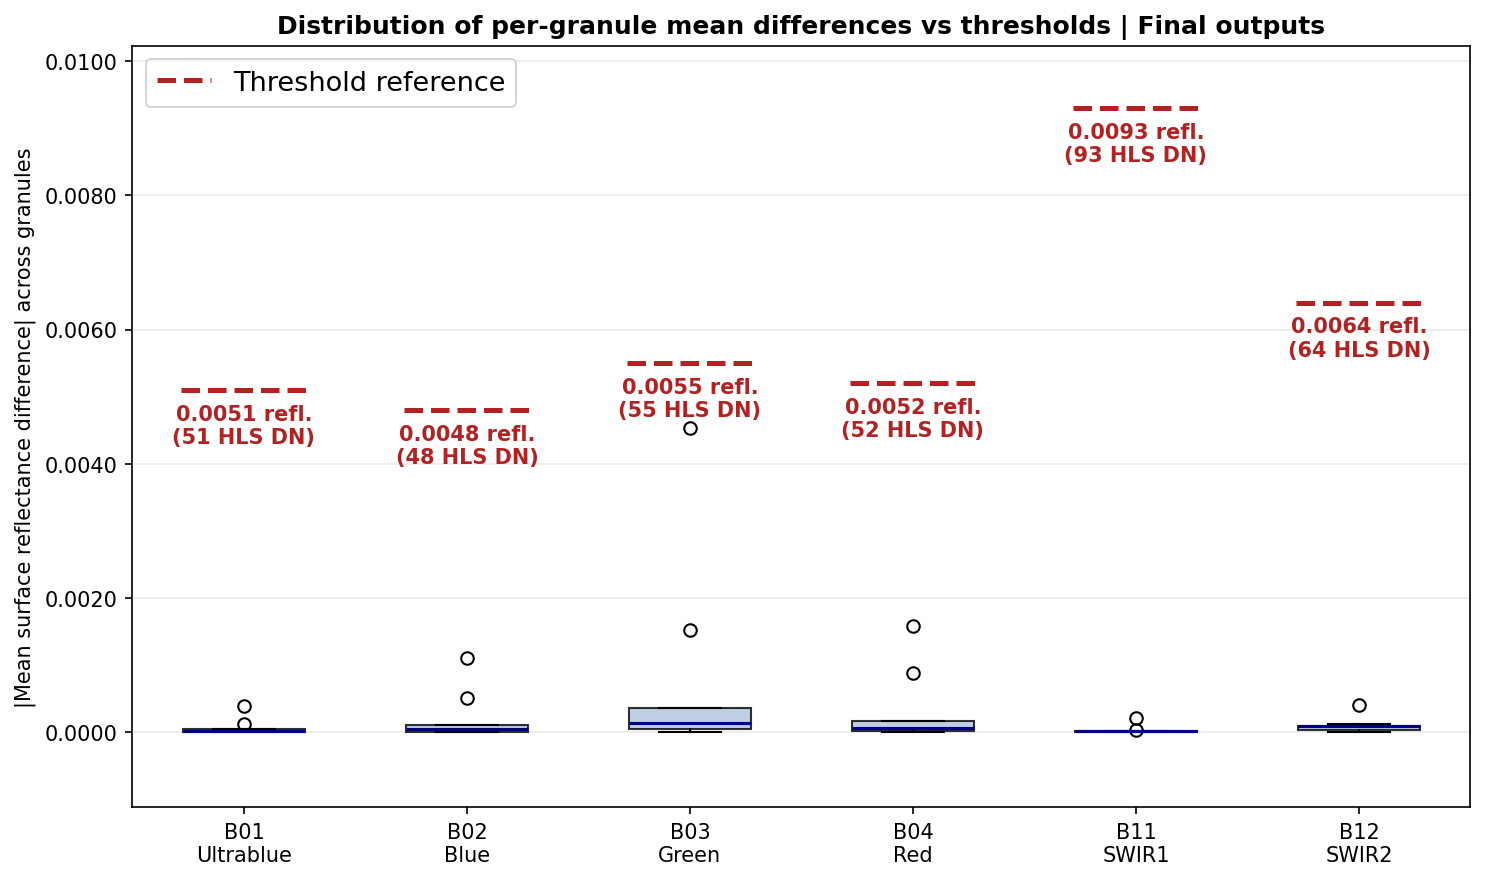 Distribution of per-granule mean differences vs thresholds | Final outputs
Threshold reference
|Mean surface reflectance difference| across granules
0.0100
0.0080
0.0060
0.0040
0.0020
0.0000
0.0051 refl.
(51 HLS DN)
0.0048 refl.
(48 HLS DN)
0.0055 refl.
(55 HLS DN)
0.0052 refl.
(52 HLS DN)
0.0093 refl.
(93 HLS DN)
0.0064 refl.
(64 HLS DN)
B01
Ultrablue
B02
Blue
B03
Green
B04
Red
B11
SWIR1
B12
SWIR2